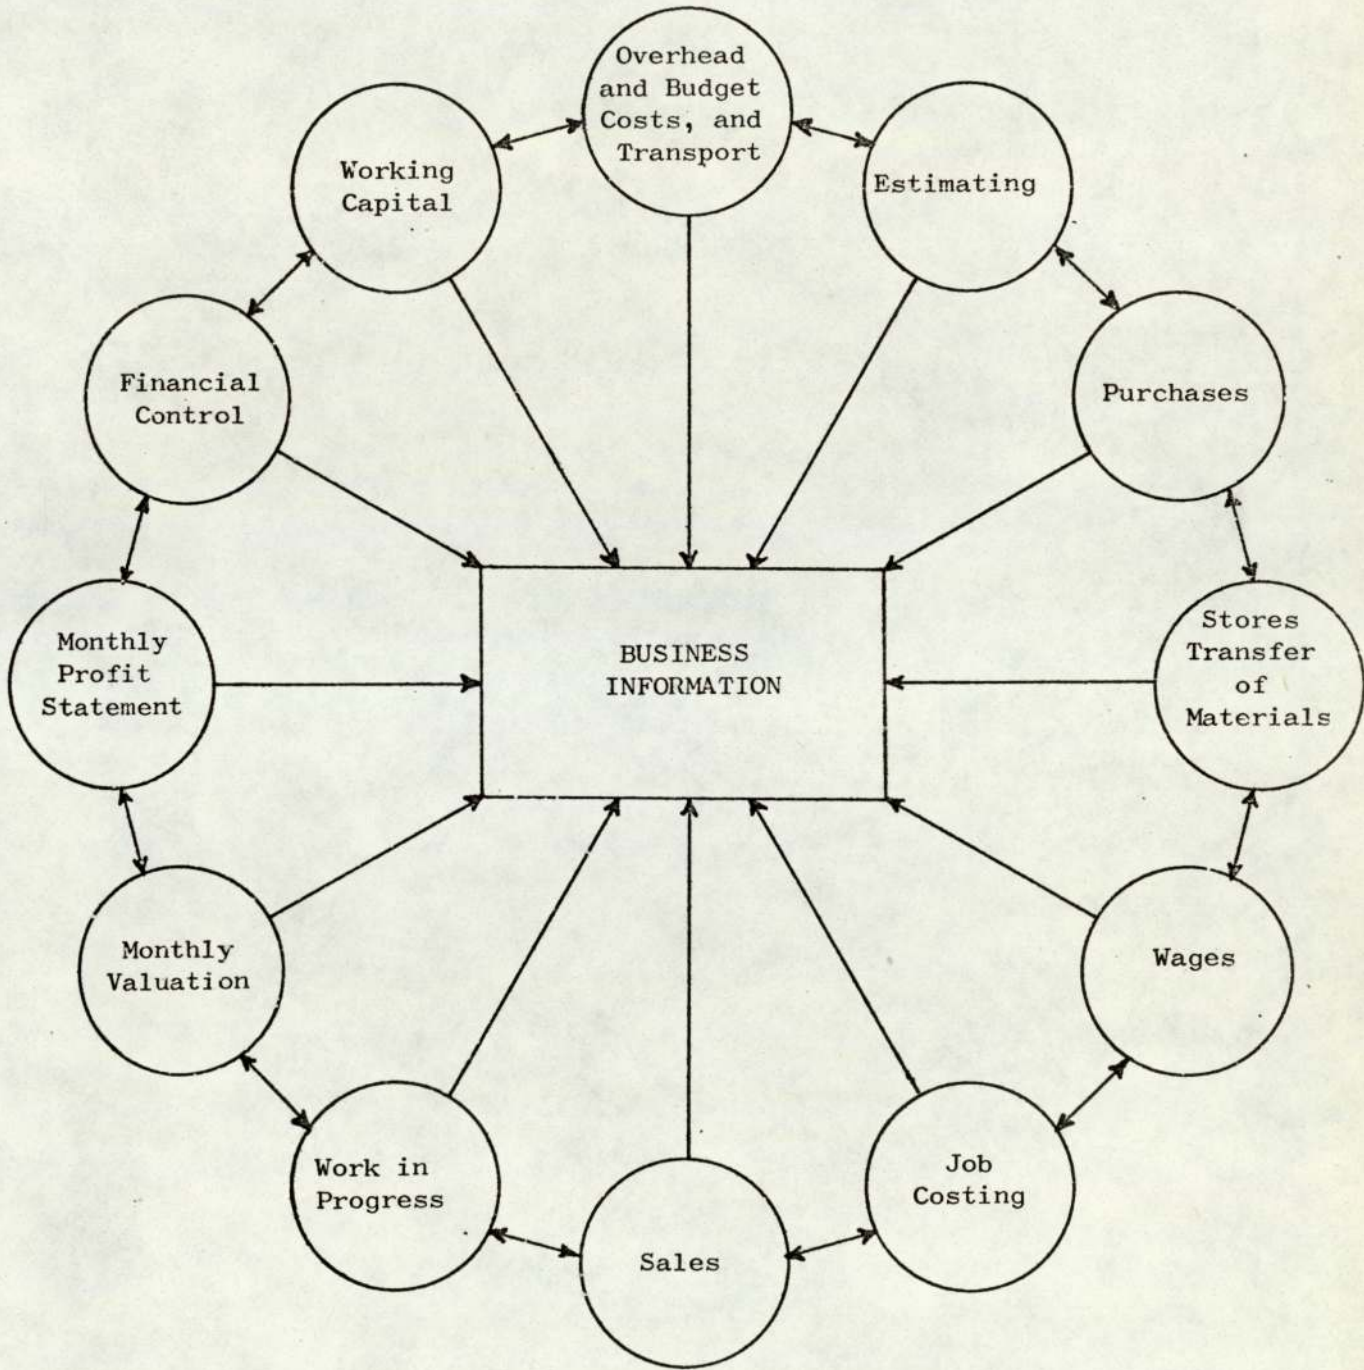 Overhead
and Budget
Costs, and
Transport
Working
Capital
Estimating
Financial
Control
Purchases
Monthly
Profit
Statement
BUSINESS
INFORMATION
Stores
Transfer
of
Materials
Monthly
Valuation
Wages
Work in
Progress
Job
Costing
Sales